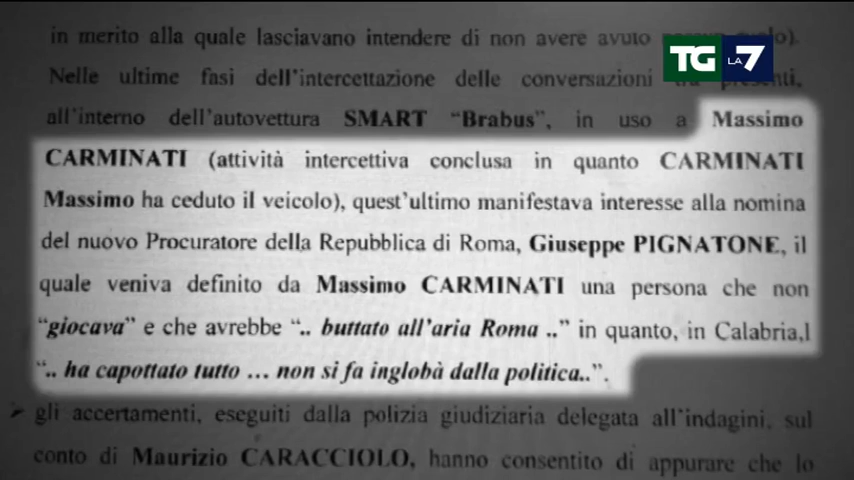 in merito alla quale lasciavano intendere di non avere avuto
TG LA7
Nelle ultime fasi dell'intercettazione delle conversazioni tra presenti,
all'interno dell'autovettura SMART "Brabus", in uso a Massimo
CARMINATI (attività intercettiva conclusa in quanto CARMINATI
Massimo ha ceduto il veicolo), quest'ultimo manifestava interesse alla nomina
del nuovo Procuratore della Repubblica di Roma, Giuseppe PIGNATONE, il
quale veniva definito da Massimo CARMINATI una persona che non
"giocava" e che avrebbe ".. buttato all'aria Roma .." in quanto, in Calabria,l
".. ha capottato tutto ... non si fa inglobà dalla politica..".
➢ gli accertamenti, eseguiti dalla polizia giudiziaria delegata all'indagini, sul
conto di Maurizio CARACCIOLO, hanno consentito di appurare che lo